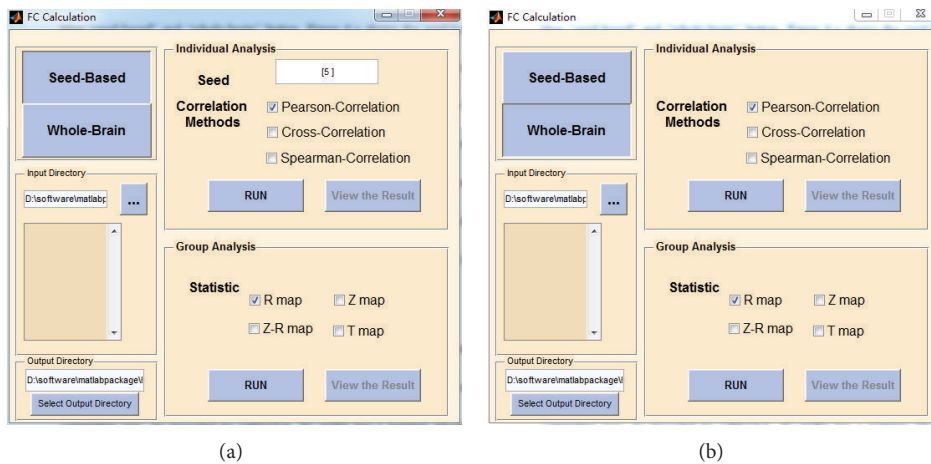 FC Calculation
Seed-Based
Whole-Brain
Input Directory
D:\software\matlabp
...
Output Directory
D:\software\matlabpackage\l
Select Output Directory
Individual Analysis
Seed
[5 ]
Correlation
Methods
Pearson-Correlation
Cross-Correlation
Spearman-Correlation
RUN
View the Result
Group Analysis
Statistic
R map
Z map
Z-R map
T map
RUN
View the Result
(a)
FC Calculation
Seed-Based
Whole-Brain
Input Directory
D:\software\matlabp
...
Output Directory
D:\software\matlabpackage\l
Select Output Directory
Individual Analysis
Correlation
Methods
Pearson-Correlation
Cross-Correlation
Spearman-Correlation
RUN
View the Result
Group Analysis
Statistic
R map
Z map
Z-R map
T map
RUN
View the Result
(b)